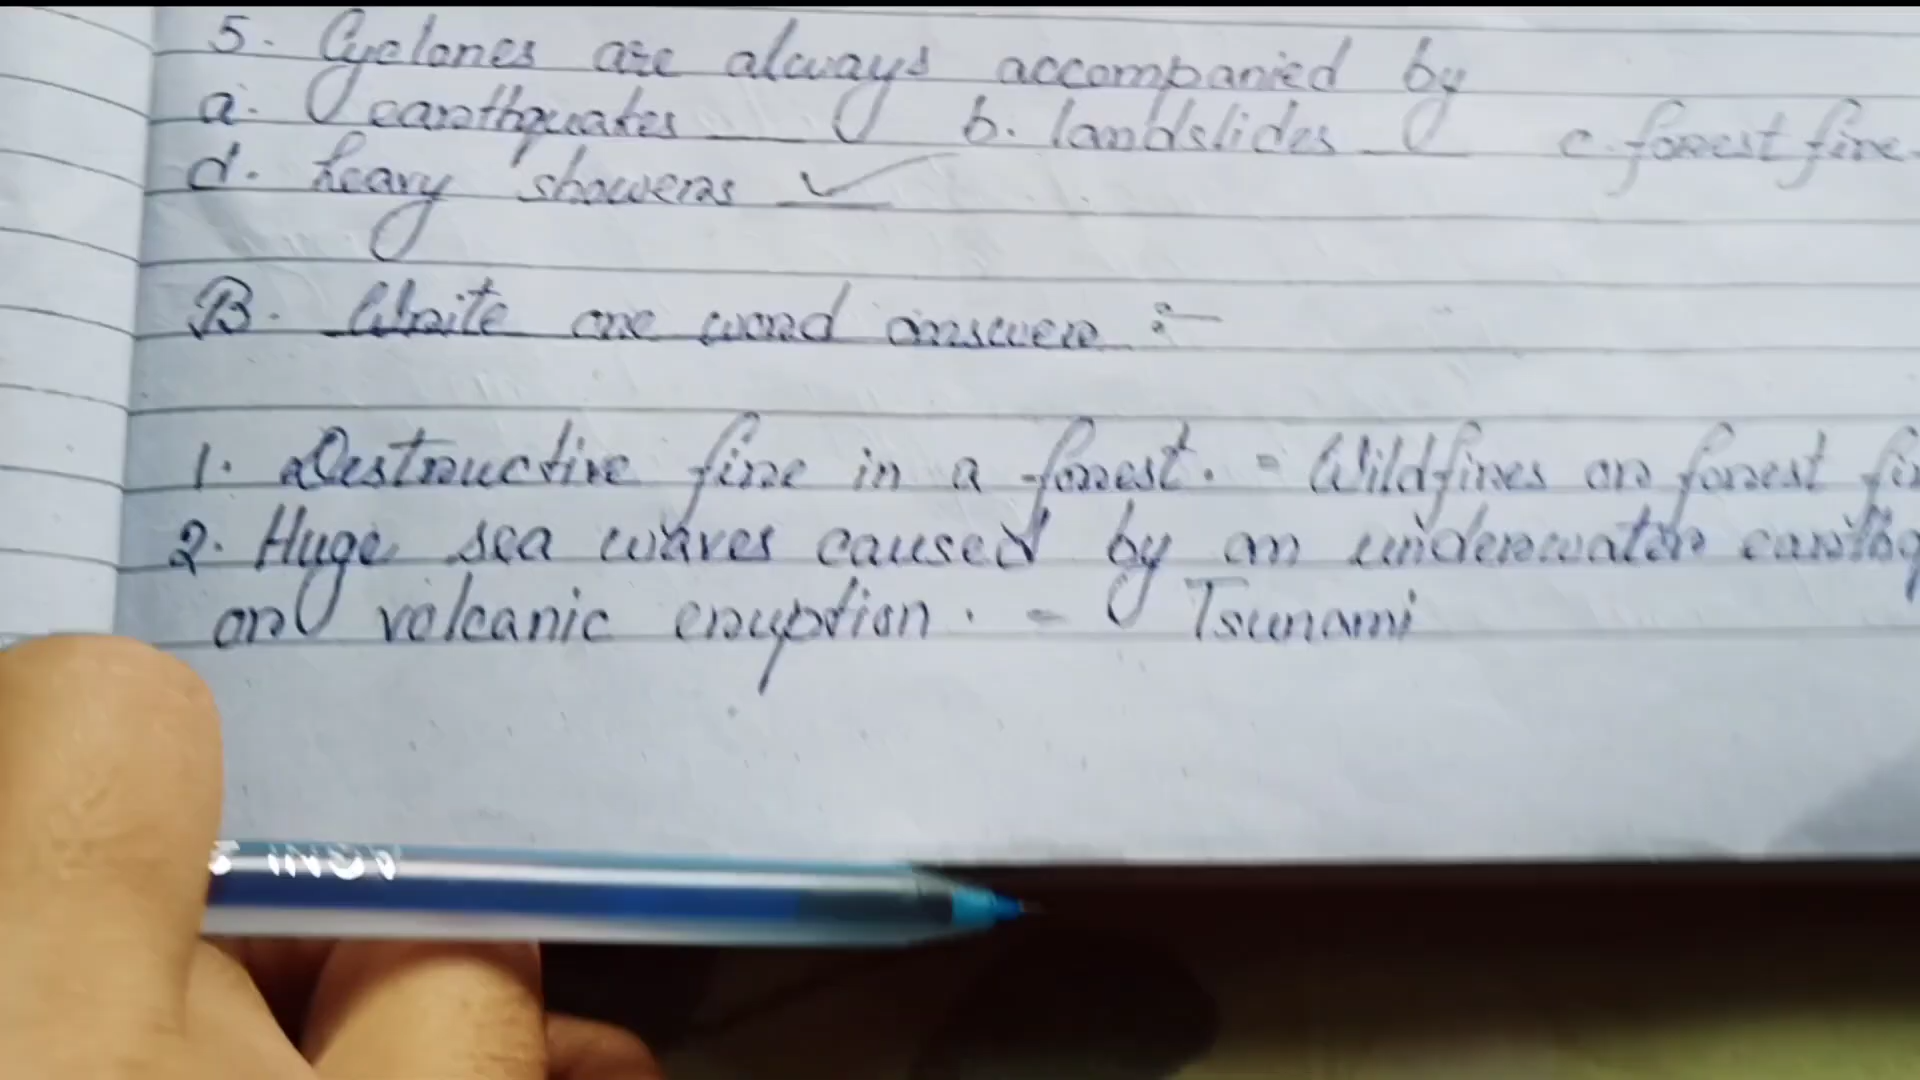 5. Cyclones are always accompanied by
a. earthquakes b. landslides c. forest fire
d. heavy showers ✓
B. Write one word answer :-
1. Destructive fire in a forest. - Wildfires or forest
2. Huge sea waves caused by an underwater
or volcanic eruption. - Tsunami